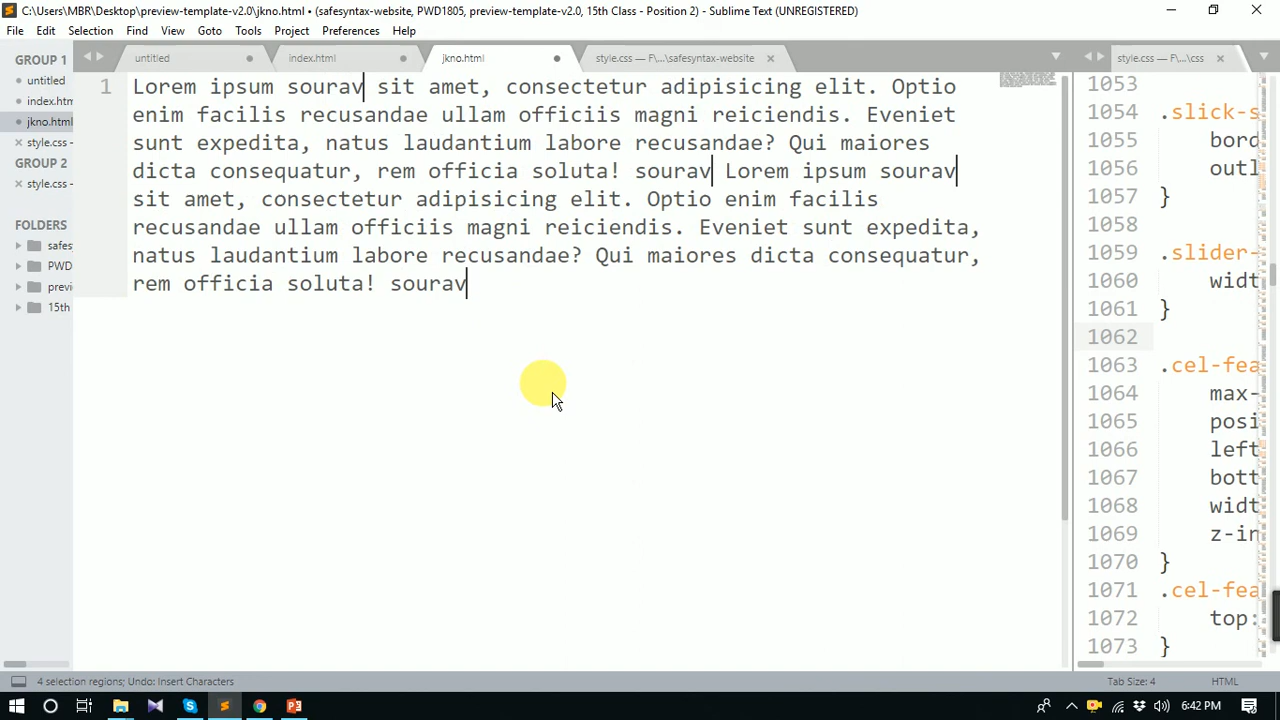 C:\Users\MBR\Desktop\preview-template-v2.0\jkno.html • (safesyntax-website, PWD1805, preview-template-v2.0, 15th Class - Position 2) - Sublime Text (UNREGISTERED)
File Edit Selection Find View Goto Tools Project Preferences Help
GROUP 1
untitled
index.htm
jkno.html
style.css -
GROUP 2
style.css -
FOLDERS
safes
PWD
previ
15th
untitled index.html jkno.html style.css — F\...\safesyntax-website
1 Lorem ipsum sourav sit amet, consectetur adipisicing elit. Optio
enim facilis recusandae ullam officiis magni reiciendis. Eveniet
sunt expedita, natus laudantium labore recusandae? Qui maiores
dicta consequatur, rem officia soluta! sourav Lorem ipsum sourav
sit amet, consectetur adipisicing elit. Optio enim facilis
recusandae ullam officiis magni reiciendis. Eveniet sunt expedita,
natus laudantium labore recusandae? Qui maiores dicta consequatur,
rem officia soluta! sourav
style.css — F\...\css
1053
1054 .slick-s
1055 bord
1056 outl
1057 }
1058
1059 .slider-
1060 widt
1061 }
1062
1063 .cel-fea
1064 max-
1065 posi
1066 left
1067 bott
1068 widt
1069 z-in
1070 }
1071 .cel-fea
1072 top:
1073 }
4 selection regions; Undo: Insert Characters Tab Size: 4 HTML
6:42 PM